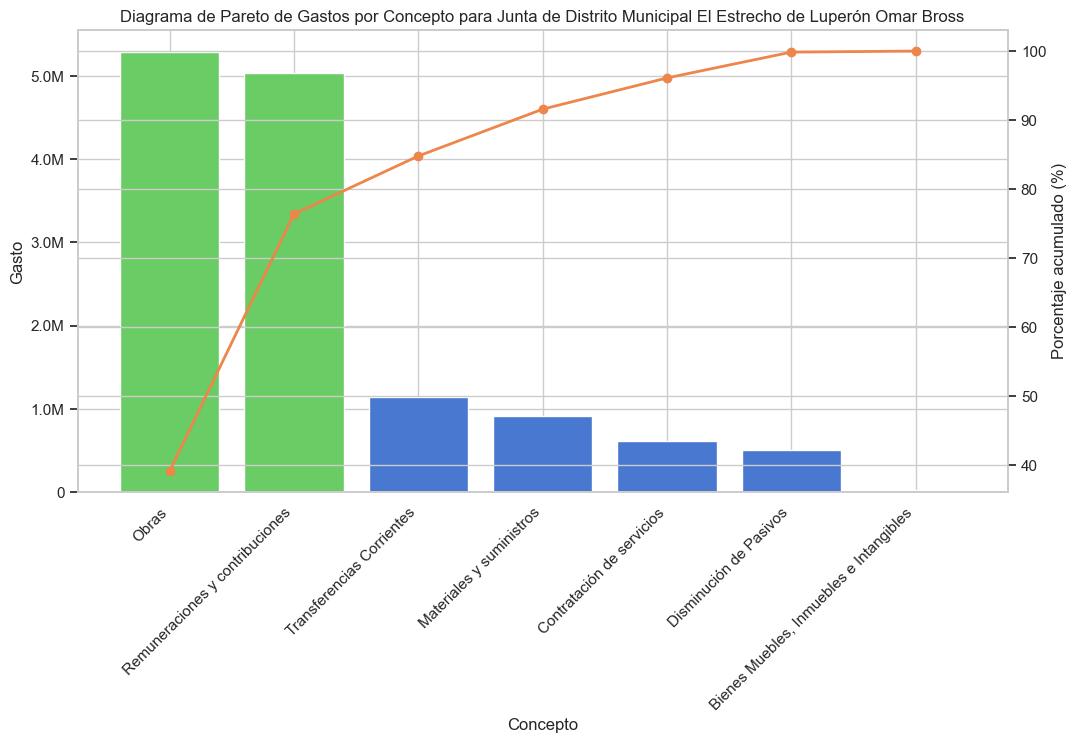 Diagrama de Pareto de Gastos por Concepto para Junta de Distrito Municipal El Estrecho de Luperón Omar Bross
Gasto
5.0M
4.0M
3.0M
2.0M
1.0M
0
100
90
80
70
60
50
40
Porcentaje acumulado (%)
Obras
Remuneraciones y contribuciones
Transferencias Corrientes
Materiales y suministros
Contratación de servicios
Disminución de Pasivos
Bienes Muebles, Inmuebles e Intangibles
Concepto